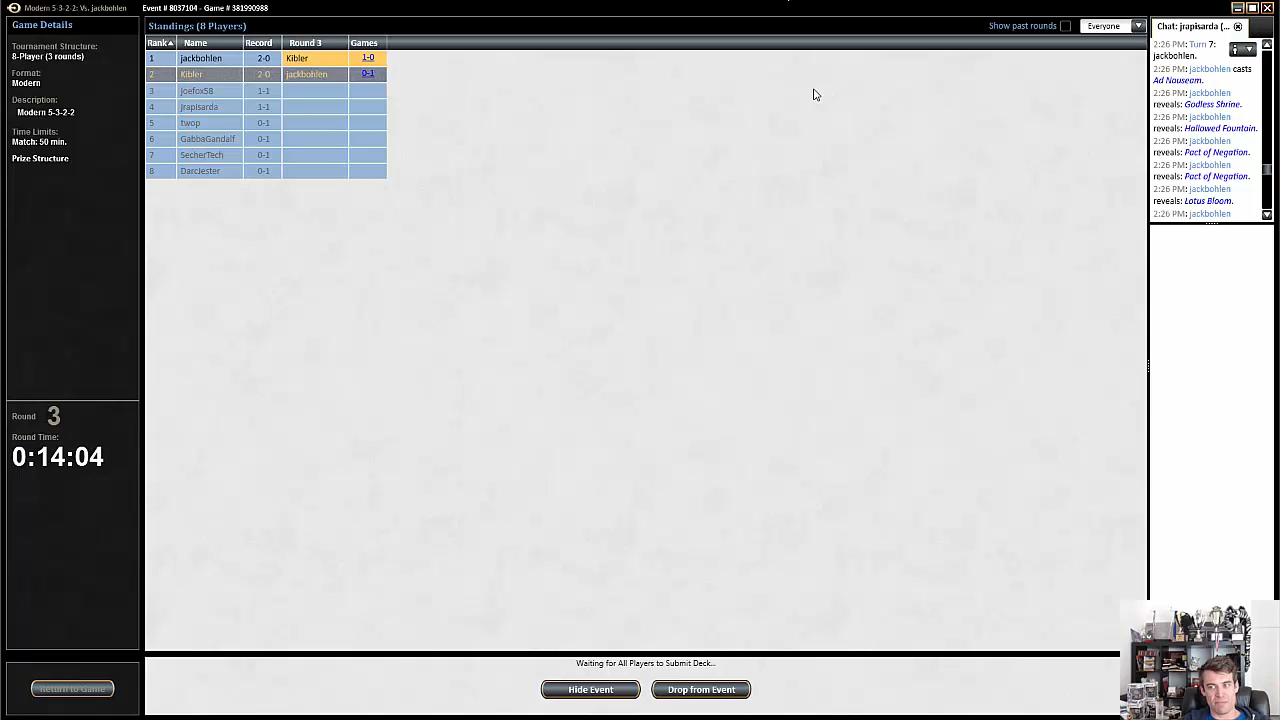 Modern 5-3-2-2: Vs. jackbohlen
Event # 8037104 - Game # 381990988
Game Details
Tournament Structure:
8-Player (3 rounds)
Format:
Modern
Description:
Modern 5-3-2-2
Time Limits:
Match: 50 min.
Prize Structure
Round 3
Round Time:
0:14:04
Return to Game
Standings (8 Players)
Show past rounds
Everyone
Rank Name Record Round 3 Games
1 jackbohlen 2-0 Kibler 1-0
2 Kibler 2-0 jackbohlen 0-1
3 Joefox58 1-1
4 Jrapisarda 1-1
5 twop 0-1
6 GabbaGandalf 0-1
7 SecherTech 0-1
8 DarcJester 0-1
Waiting for All Players to Submit Deck...
Hide Event
Drop from Event
Chat: jrapisarda (...
2:26 PM: Turn 7:
jackbohlen.
2:26 PM: jackbohlen casts
Ad Nauseam.
2:26 PM: jackbohlen
reveals: Godless Shrine.
2:26 PM: jackbohlen
reveals: Hallowed Fountain.
2:26 PM: jackbohlen
reveals: Pact of Negation.
2:26 PM: jackbohlen
reveals: Pact of Negation.
2:26 PM: jackbohlen
reveals: Lotus Bloom.
2:26 PM: jackbohlen